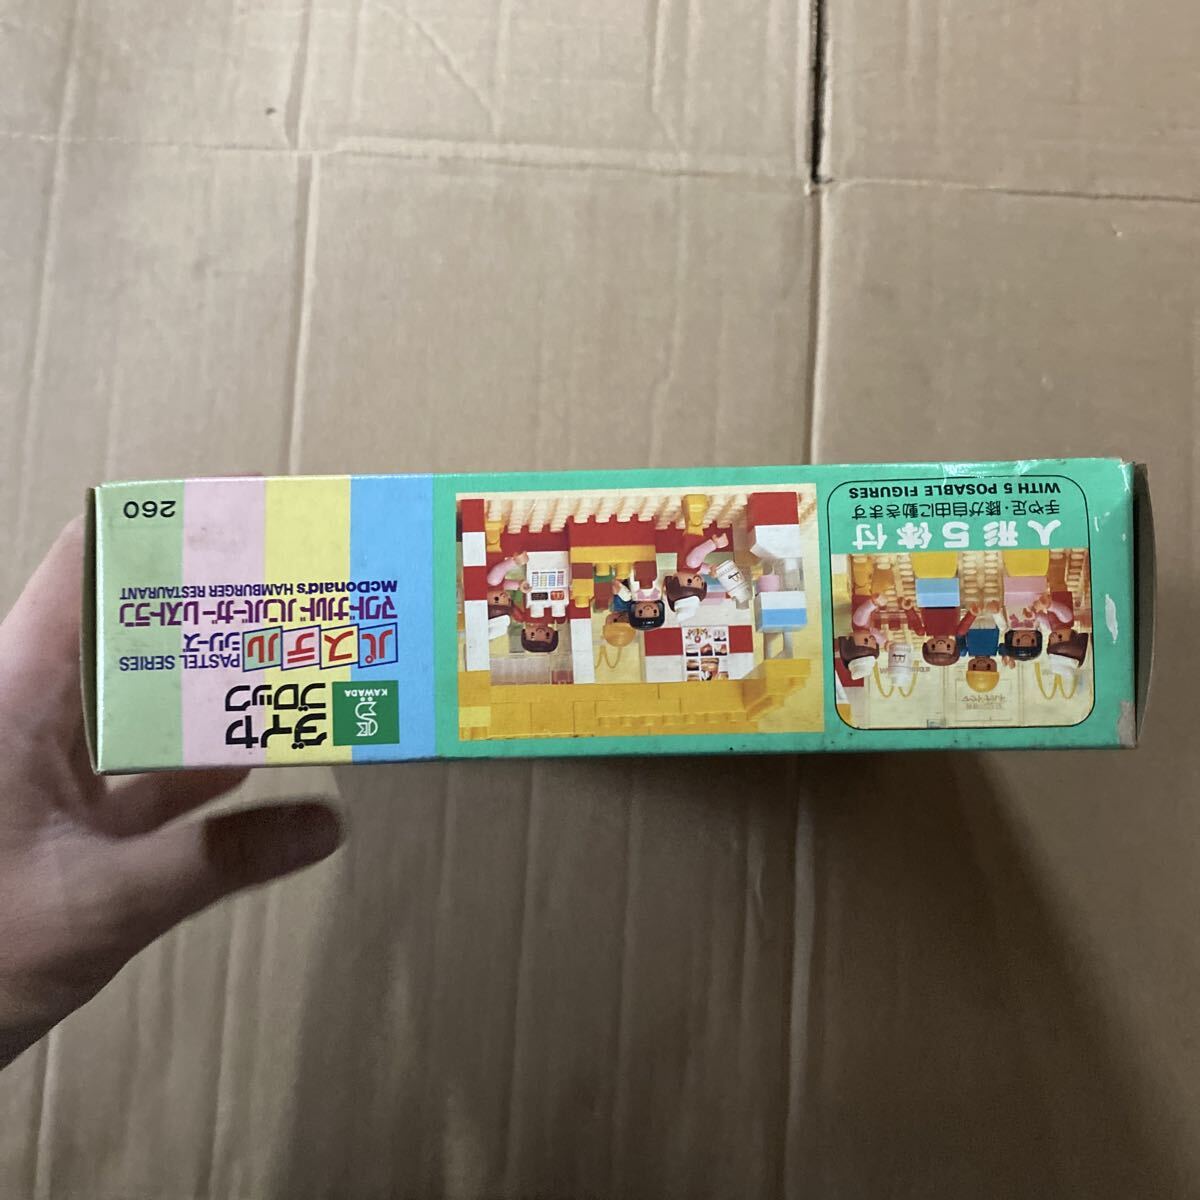 KAWADA
ダイヤ
ブロック
パステル
シリーズ
PASTEL SERIES
マクドナルド ハンバーガーレストラン
McDonald's HAMBURGER RESTAURANT
260
人形5体付
手や足・膝が自由に動きます
WITH 5 POSABLE FIGURES